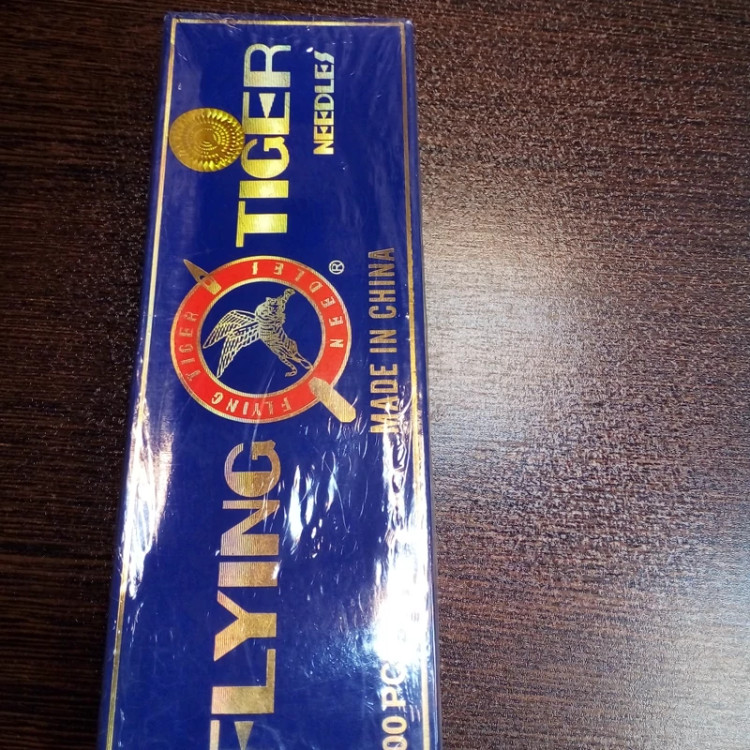 FLYING TIGER
NEEDLES
FLYING TIGER NEEDLES
®
MADE IN CHINA